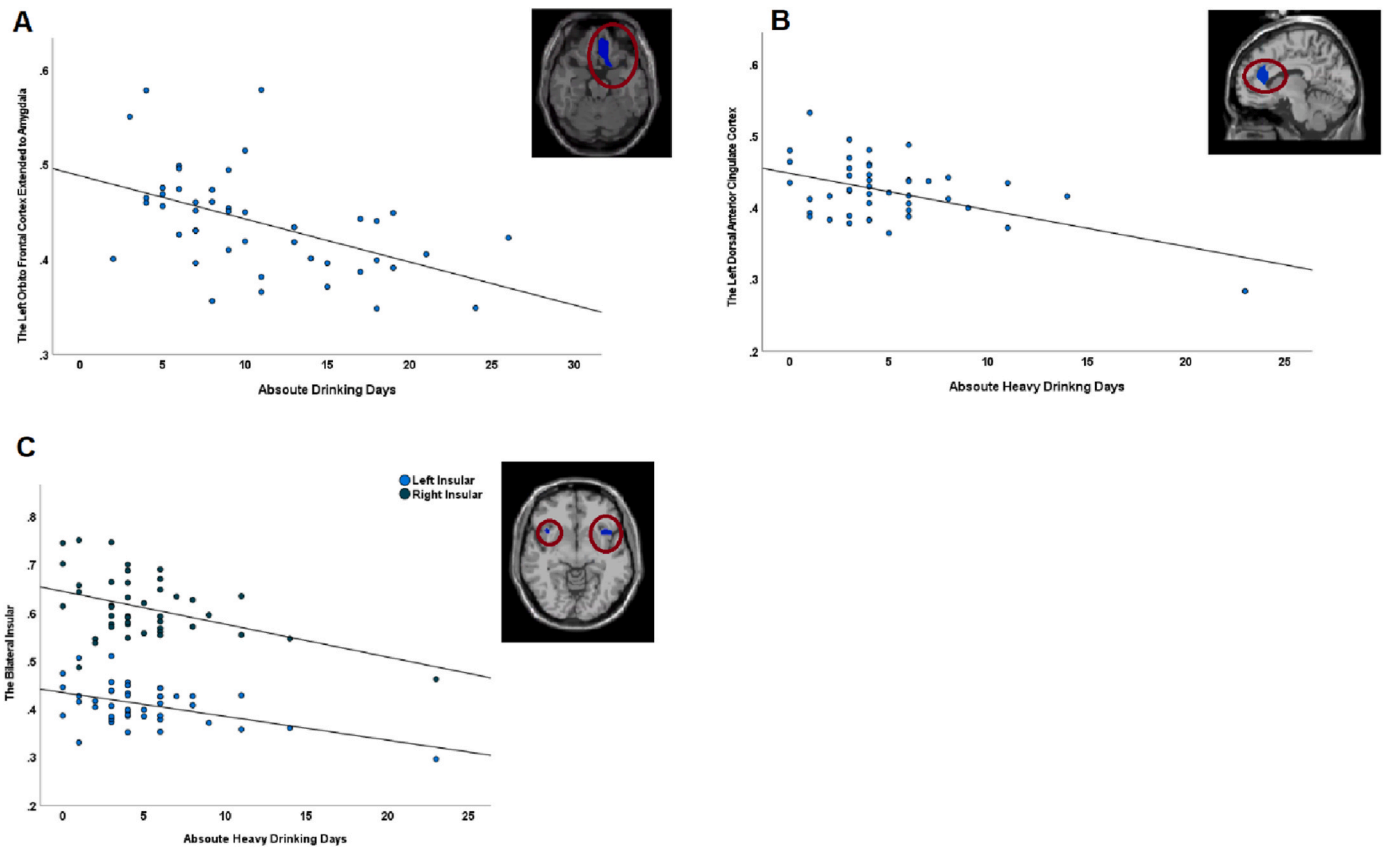 A
The Left Orbito Frontal Cortex Extended to Amygdala
.6
.5
.4
.3
0 5 10 15 20 25 30
Absoute Drinking Days
B
The Left Dorsal Anterior Cingulate Cortex
.6
.5
.4
.3
.2
0 5 10 15 20 25
Absoute Heavy Drinkng Days
C
Left Insular
Right Insular
The Bilateral Insular
.8
.7
.6
.5
.4
.3
.2
0 5 10 15 20 25
Absoute Heavy Drinking Days